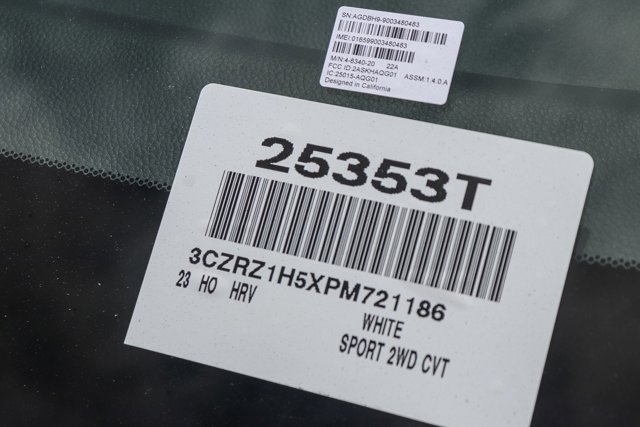 SN:AGDBH9-9003480483
IMEI:016599003480483
M/N:4-6340-20 22A
FCC ID:2ASKHAQG01 ASSM:1.4.0.A
IC:25015-AQG01
Designed in California
25353T
3CZRZ1H5XPM721186
23 HO HRV
WHITE
SPORT 2WD CVT